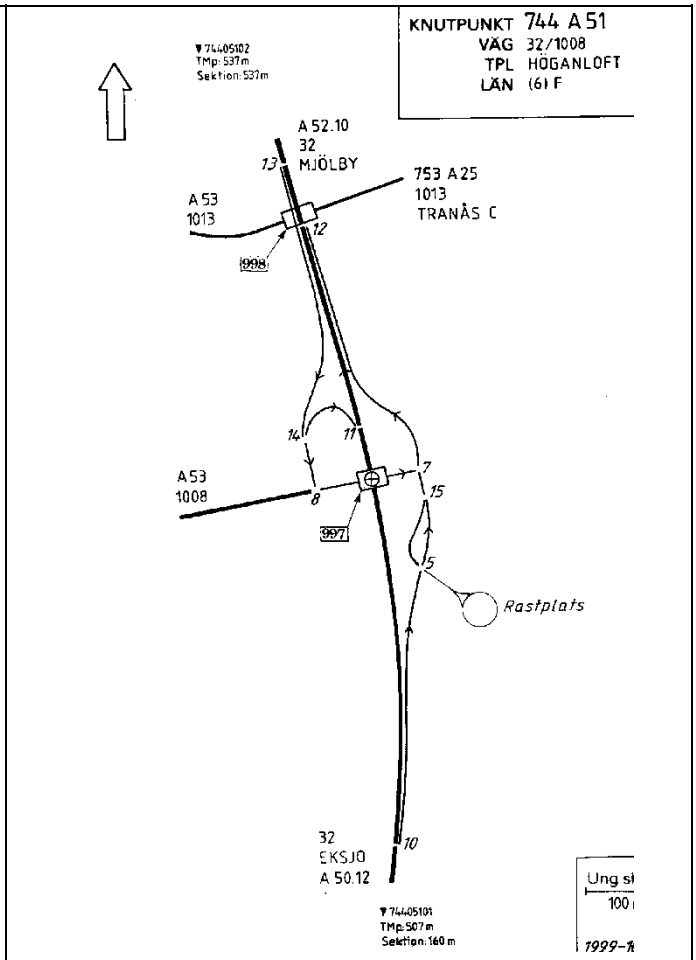 KNUTPUNKT 744 A 51
VÄG 32/1008
TPL HÖGANLOFT
LÄN (6) F
▼ 74405102
TMp: 537m
Sektion: 537m
A 52.10
32
MJÖLBY
13
753 A 25
1013
TRANÅS C
A 53
1013
12
998
14
11
A 53
1008
8
7
15
997
5
Rastplats
10
32
EKSJÖ
A 50.12
▼ 74405101
TMp: 507m
Sektion: 160 m
Ung
100
1999-1